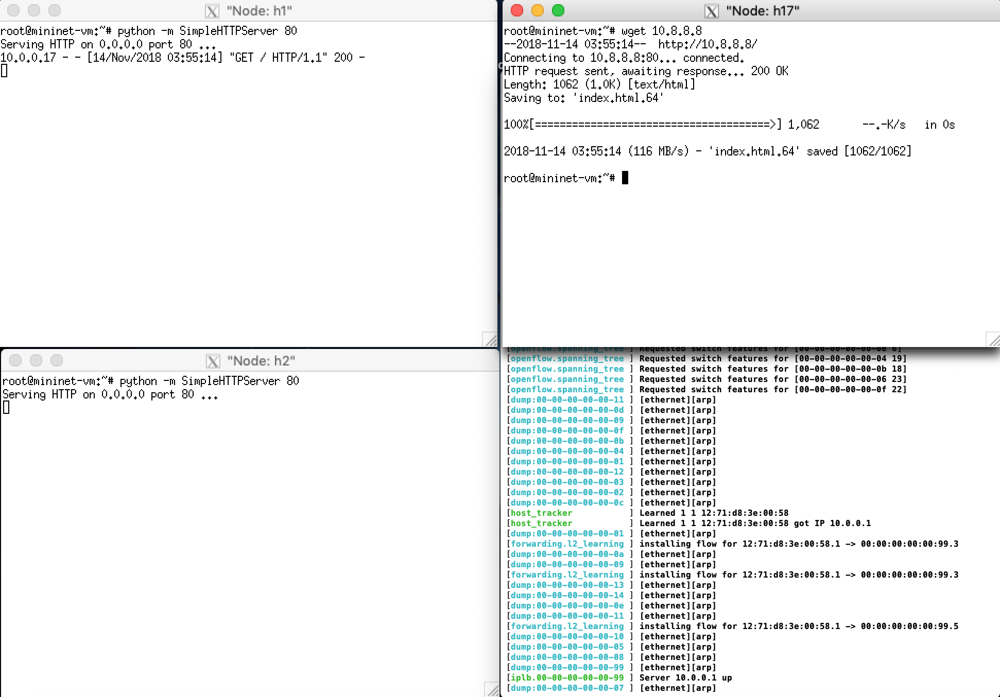 "Node: h1"
root@mininet-vm:~# python -m SimpleHTTPServer 80
Serving HTTP on 0.0.0.0 port 80 ...
10.0.0.17 - - [14/Nov/2018 03:55:14] "GET / HTTP/1.1" 200 -
"Node: h17"
root@mininet-vm:~# wget 10.8.8.8
--2018-11-14 03:55:14--  http://10.8.8.8/
Connecting to 10.8.8.8:80... connected.
HTTP request sent, awaiting response... 200 OK
Length: 1062 (1.0K) [text/html]
Saving to: 'index.html.64'
100%[======================================>] 1,062       --.-K/s   in 0s
2018-11-14 03:55:14 (116 MB/s) - 'index.html.64' saved [1062/1062]
root@mininet-vm:~#
"Node: h2"
root@mininet-vm:~# python -m SimpleHTTPServer 80
Serving HTTP on 0.0.0.0 port 80 ...
[openflow.spanning_tree ] Requested switch features for [00-00-00-00-00-0e 6]
[openflow.spanning_tree ] Requested switch features for [00-00-00-00-00-04 19]
[openflow.spanning_tree ] Requested switch features for [00-00-00-00-00-0b 18]
[openflow.spanning_tree ] Requested switch features for [00-00-00-00-00-06 23]
[openflow.spanning_tree ] Requested switch features for [00-00-00-00-00-0f 22]
[dump:00-00-00-00-00-11 ] [ethernet][arp]
[dump:00-00-00-00-00-0d ] [ethernet][arp]
[dump:00-00-00-00-00-09 ] [ethernet][arp]
[dump:00-00-00-00-00-0f ] [ethernet][arp]
[dump:00-00-00-00-00-0b ] [ethernet][arp]
[dump:00-00-00-00-00-04 ] [ethernet][arp]
[dump:00-00-00-00-00-01 ] [ethernet][arp]
[dump:00-00-00-00-00-12 ] [ethernet][arp]
[dump:00-00-00-00-00-03 ] [ethernet][arp]
[dump:00-00-00-00-00-02 ] [ethernet][arp]
[dump:00-00-00-00-00-0c ] [ethernet][arp]
[host_tracker           ] Learned 1 1 12:71:d8:3e:00:58
[host_tracker           ] Learned 1 1 12:71:d8:3e:00:58 got IP 10.0.0.1
[dump:00-00-00-00-00-01 ] [ethernet][arp]
[forwarding.l2_learning ] installing flow for 12:71:d8:3e:00:58.1 -> 00:00:00:00:00:99.3
[dump:00-00-00-00-00-0a ] [ethernet][arp]
[dump:00-00-00-00-00-09 ] [ethernet][arp]
[forwarding.l2_learning ] installing flow for 12:71:d8:3e:00:58.1 -> 00:00:00:00:00:99.3
[dump:00-00-00-00-00-13 ] [ethernet][arp]
[dump:00-00-00-00-00-14 ] [ethernet][arp]
[dump:00-00-00-00-00-0e ] [ethernet][arp]
[dump:00-00-00-00-00-11 ] [ethernet][arp]
[forwarding.l2_learning ] installing flow for 12:71:d8:3e:00:58.1 -> 00:00:00:00:00:99.5
[dump:00-00-00-00-00-10 ] [ethernet][arp]
[dump:00-00-00-00-00-05 ] [ethernet][arp]
[dump:00-00-00-00-00-08 ] [ethernet][arp]
[dump:00-00-00-00-00-99 ] [ethernet][arp]
[iplb.00-00-00-00-00-99 ] Server 10.0.0.1 up
[dump:00-00-00-00-00-07 ] [ethernet][arp]